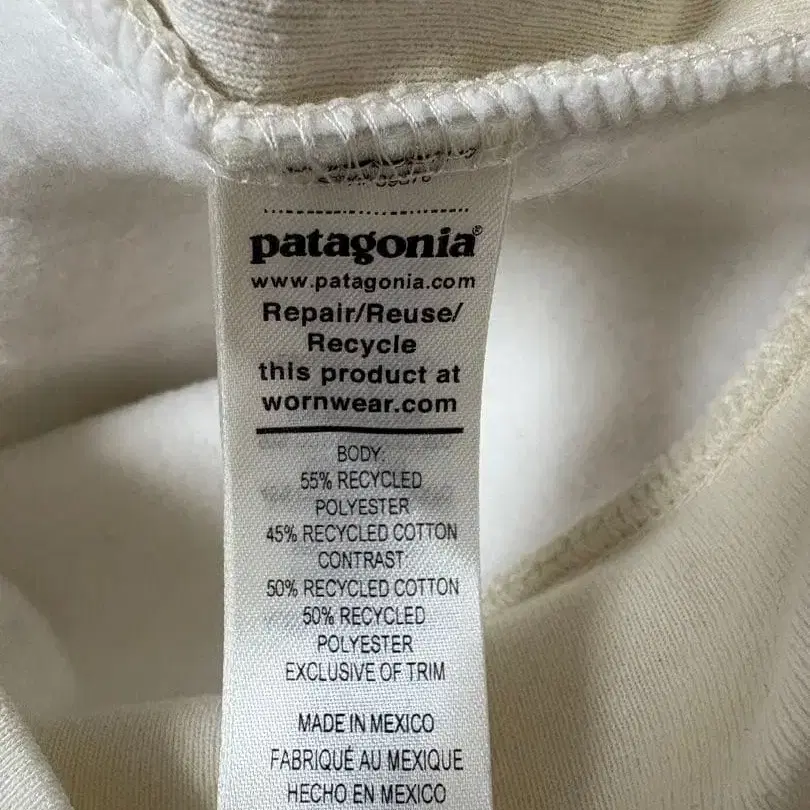 patagonia®
www.patagonia.com
Repair/Reuse/
Recycle
this product at
wornwear.com
BODY:
55% RECYCLED
POLYESTER
45% RECYCLED COTTON
CONTRAST:
50% RECYCLED COTTON
50% RECYCLED
POLYESTER
EXCLUSIVE OF TRIM
MADE IN MEXICO
FABRIQUÉ AU MEXIQUE
HECHO EN MEXICO